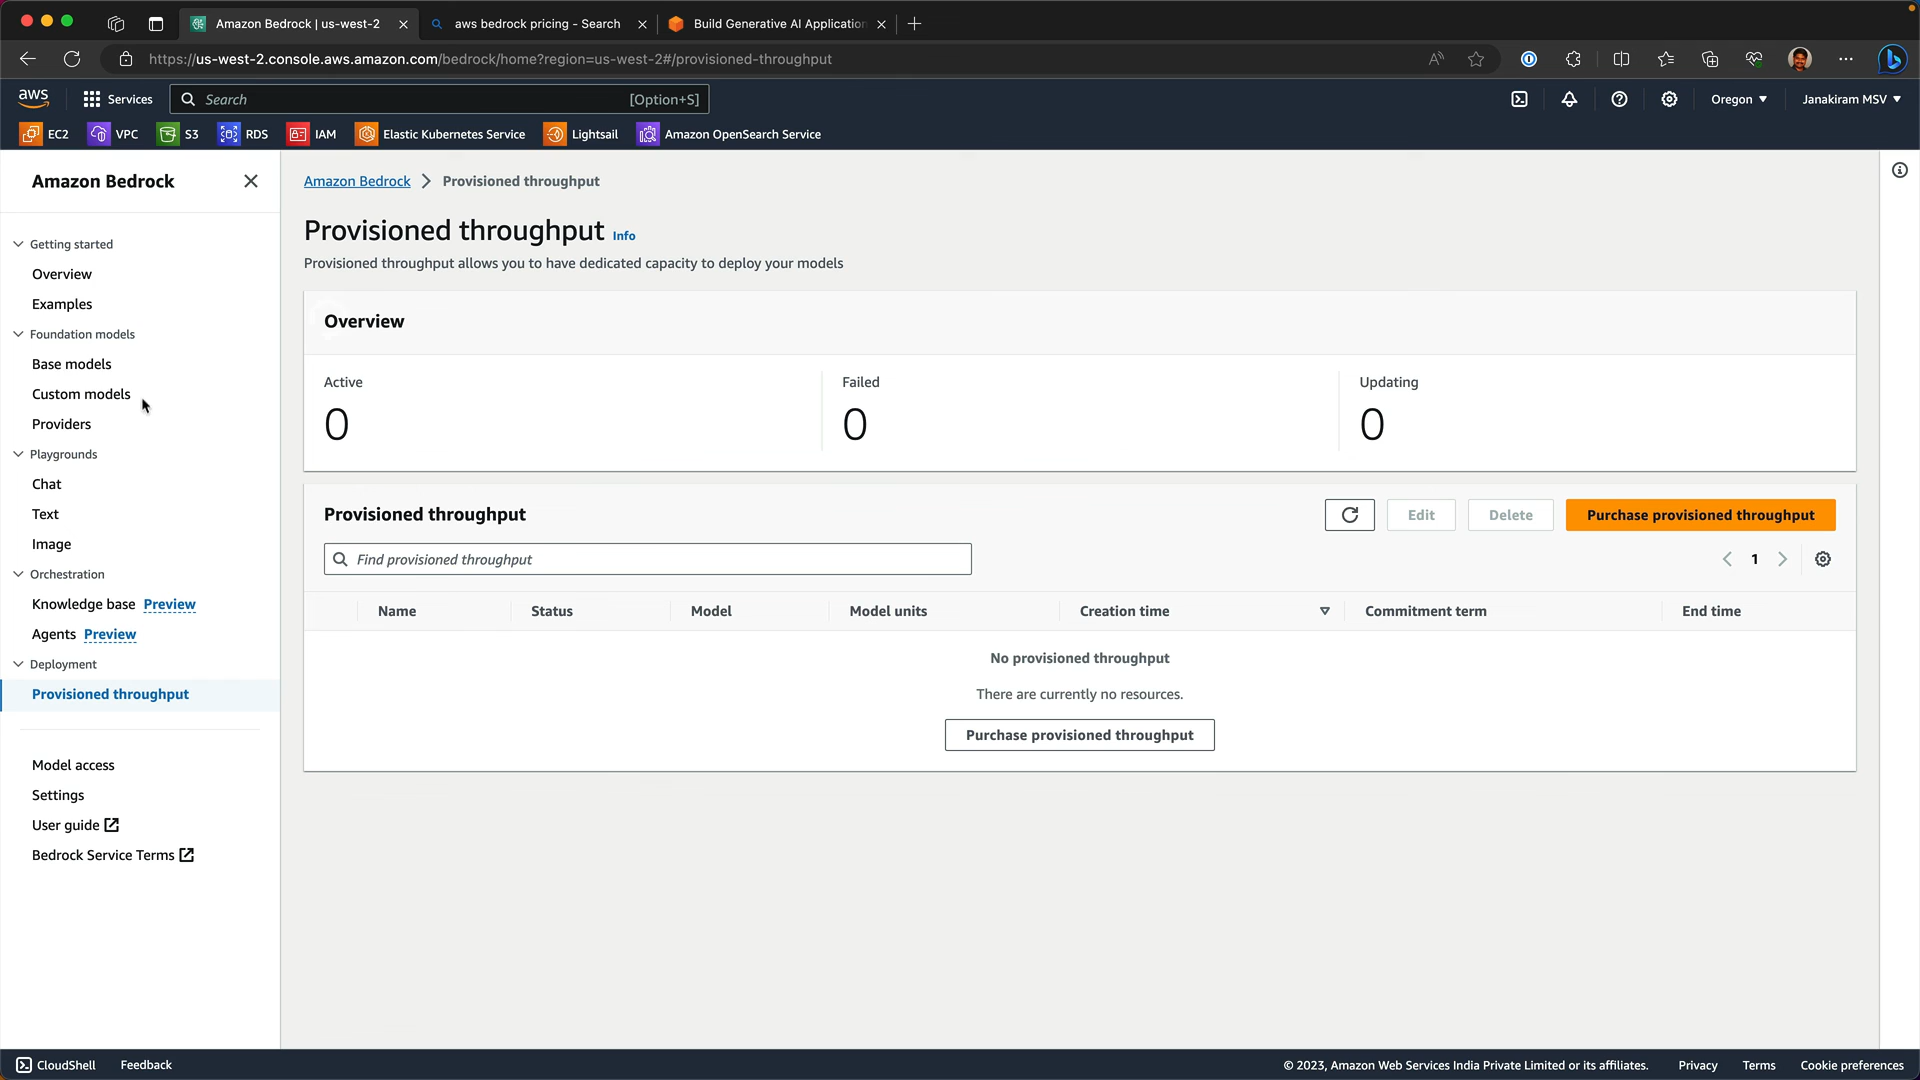 Amazon Bedrock | us-west-2
aws bedrock pricing - Search
Build Generative AI Application
https://us-west-2.console.aws.amazon.com/bedrock/home?region=us-west-2#/provisioned-throughput
aws
Services
Search
[Option+S]
Oregon
Janakiram MSV
EC2
VPC
S3
RDS
IAM
Elastic Kubernetes Service
Lightsail
Amazon OpenSearch Service
Amazon Bedrock
Getting started
Overview
Examples
Foundation models
Base models
Custom models
Providers
Playgrounds
Chat
Text
Image
Orchestration
Knowledge base Preview
Agents Preview
Deployment
Provisioned throughput
Model access
Settings
User guide
Bedrock Service Terms
Amazon Bedrock > Provisioned throughput
Provisioned throughput Info
Provisioned throughput allows you to have dedicated capacity to deploy your models
Overview
Active
0
Failed
0
Updating
0
Provisioned throughput
Edit
Delete
Purchase provisioned throughput
Find provisioned throughput
1
Name
Status
Model
Model units
Creation time
Commitment term
End time
No provisioned throughput
There are currently no resources.
Purchase provisioned throughput
CloudShell
Feedback
© 2023, Amazon Web Services India Private Limited or its affiliates.
Privacy
Terms
Cookie preferences